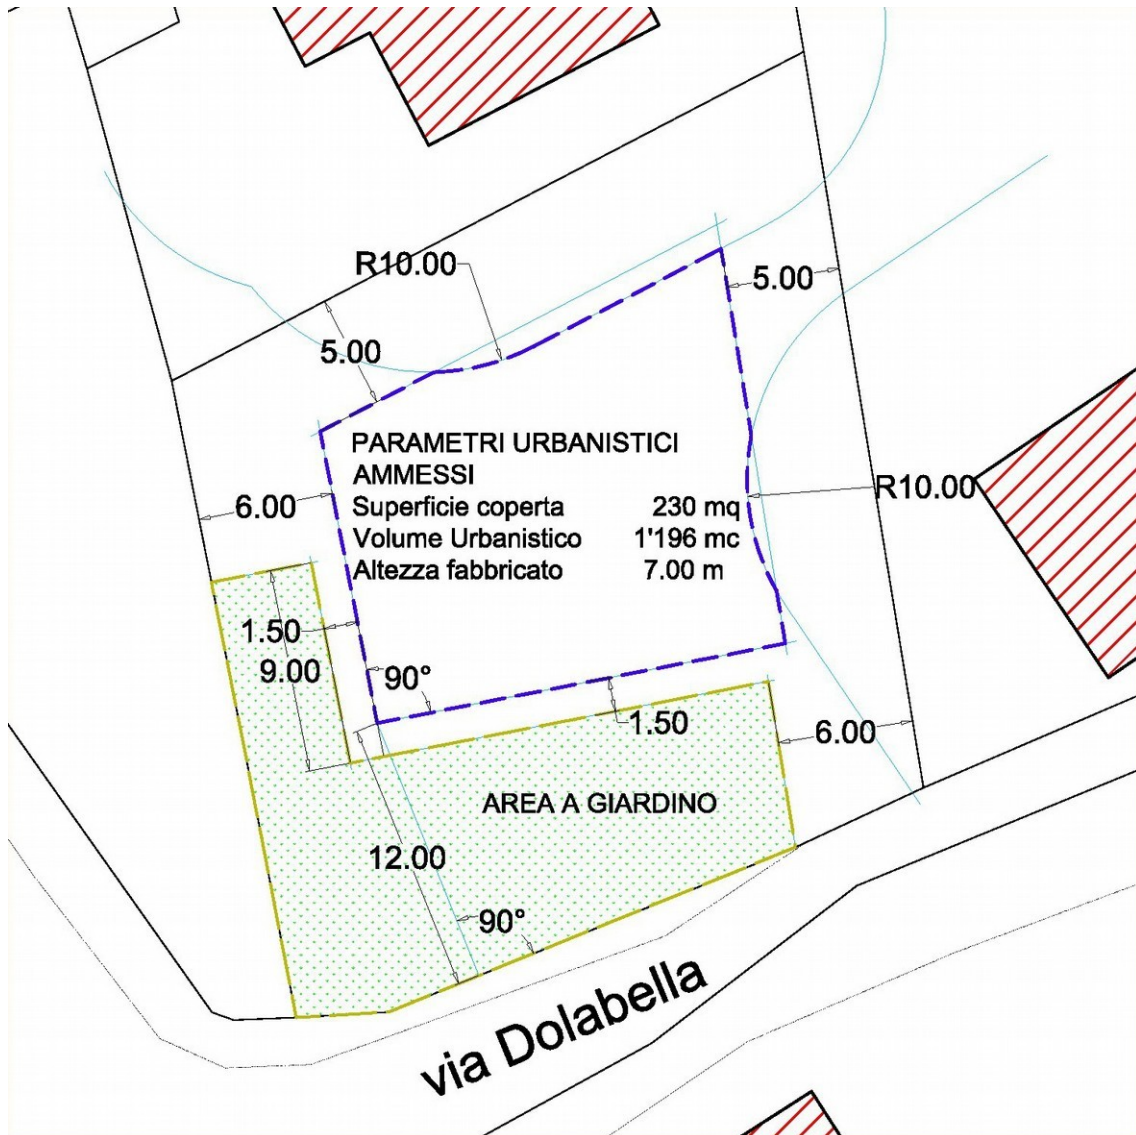 R10.00
5.00
5.00
PARAMETRI URBANISTICI
AMMESSI
Superficie coperta 230 mq
Volume Urbanistico 1'196 mc
Altezza fabbricato 7.00 m
R10.00
6.00
1.50
9.00
90°
1.50
6.00
AREA A GIARDINO
12.00
90°
via Dolabella